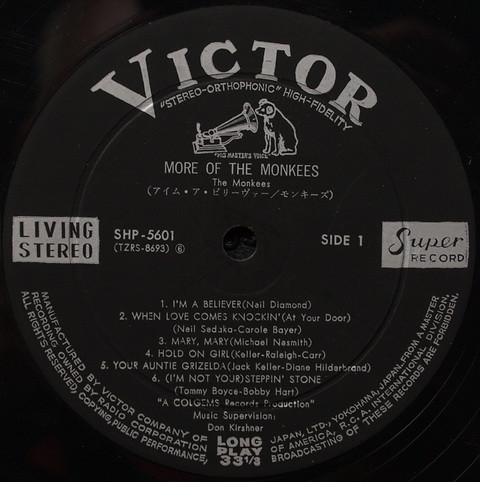 VICTOR
"STEREO-ORTHOPHONIC" HIGH-FIDELITY
"HIS MASTER'S VOICE"
MORE OF THE MONKEES
The Monkees
(アイム・ア・ビリーヴァー/モンキーズ)
LIVING
STEREO
SHP-5601
(TZRS-8693) ⑥
SIDE 1
Super
RECORD
1. I'M A BELIEVER(Neil Diamond)
2. WHEN LOVE COMES KNOCKIN'(At Your Door)
(Neil Sedaka-Carole Bayer)
3. MARY, MARY(Michael Nesmith)
4. HOLD ON GIRL(Keller-Raleigh-Carr)
5. YOUR AUNTIE GRIZELDA(Jack Keller-Diane Hilderbrand)
6. (I'M NOT YOUR)STEPPIN' STONE
(Tommy Boyce-Bobby Hart)
"A COLGEMS Records Production"
Music Supervision:
Don Kirshner
LONG
PLAY
33 1/3
MANUFACTURED BY VICTOR COMPANY OF JAPAN, LTD., YOKOHAMA, JAPAN. FROM A MASTER
RECORDING OWNED BY RADIO CORPORATION OF AMERICA, R.C.A. INTERNATIONAL DIVISION.
ALL RIGHTS RESERVED COPYING, PUBLIC PERFORMANCE, BROADCASTING OF THESE RECORDS ARE FORBIDDEN.